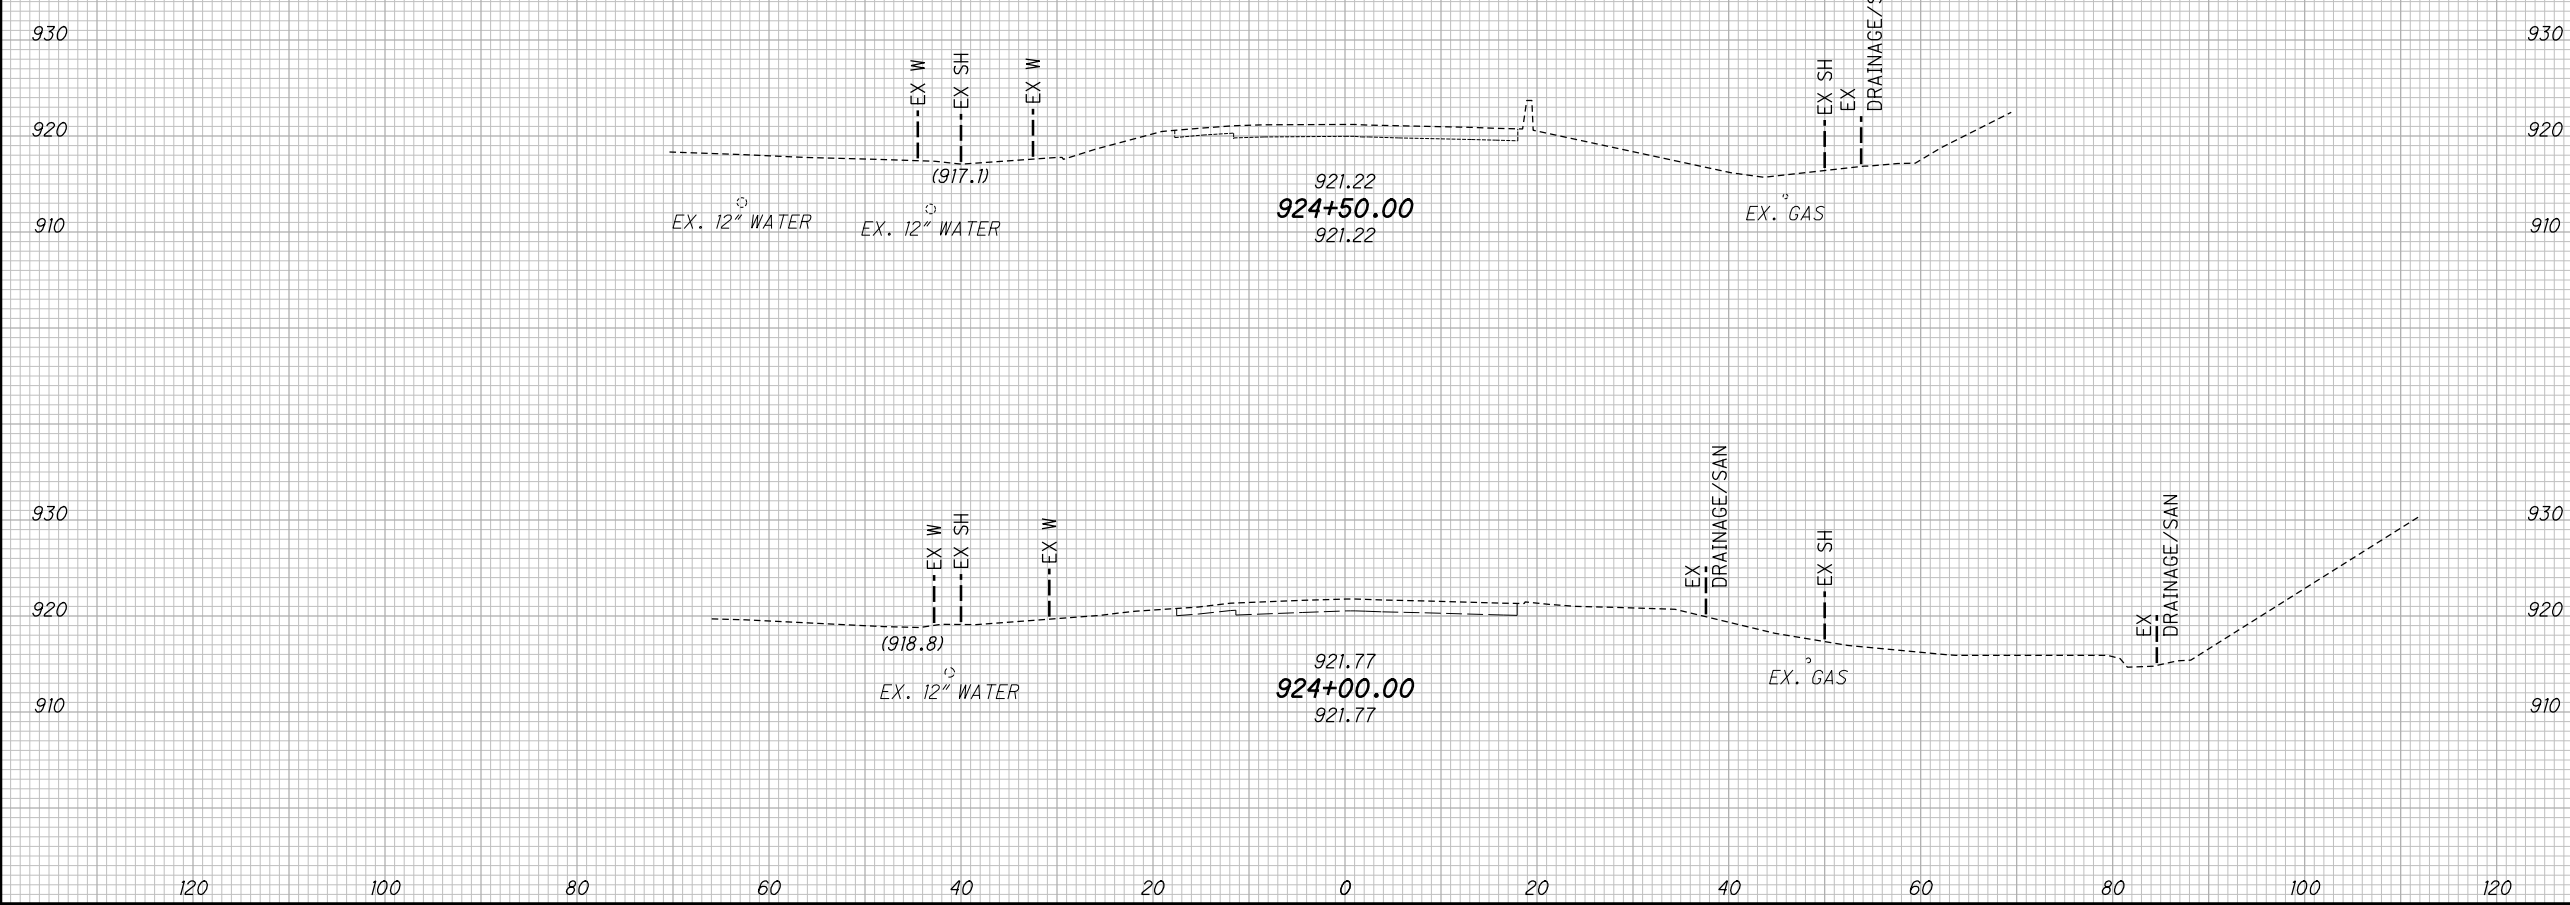 930
930
EX W
EX SH
EX W
EX SH
EX
DRAINAGE/S
920
920
(917.1)
921.22
924+50.00
921.22
EX. 12" WATER
EX. 12" WATER
EX. GAS
910
910
930
930
EX W
EX SH
EX W
EX
DRAINAGE/SAN
EX SH
EX
DRAINAGE/SAN
920
920
(918.8)
921.77
924+00.00
921.77
EX. 12" WATER
EX. GAS
910
910
120
100
80
60
40
20
0
20
40
60
80
100
120